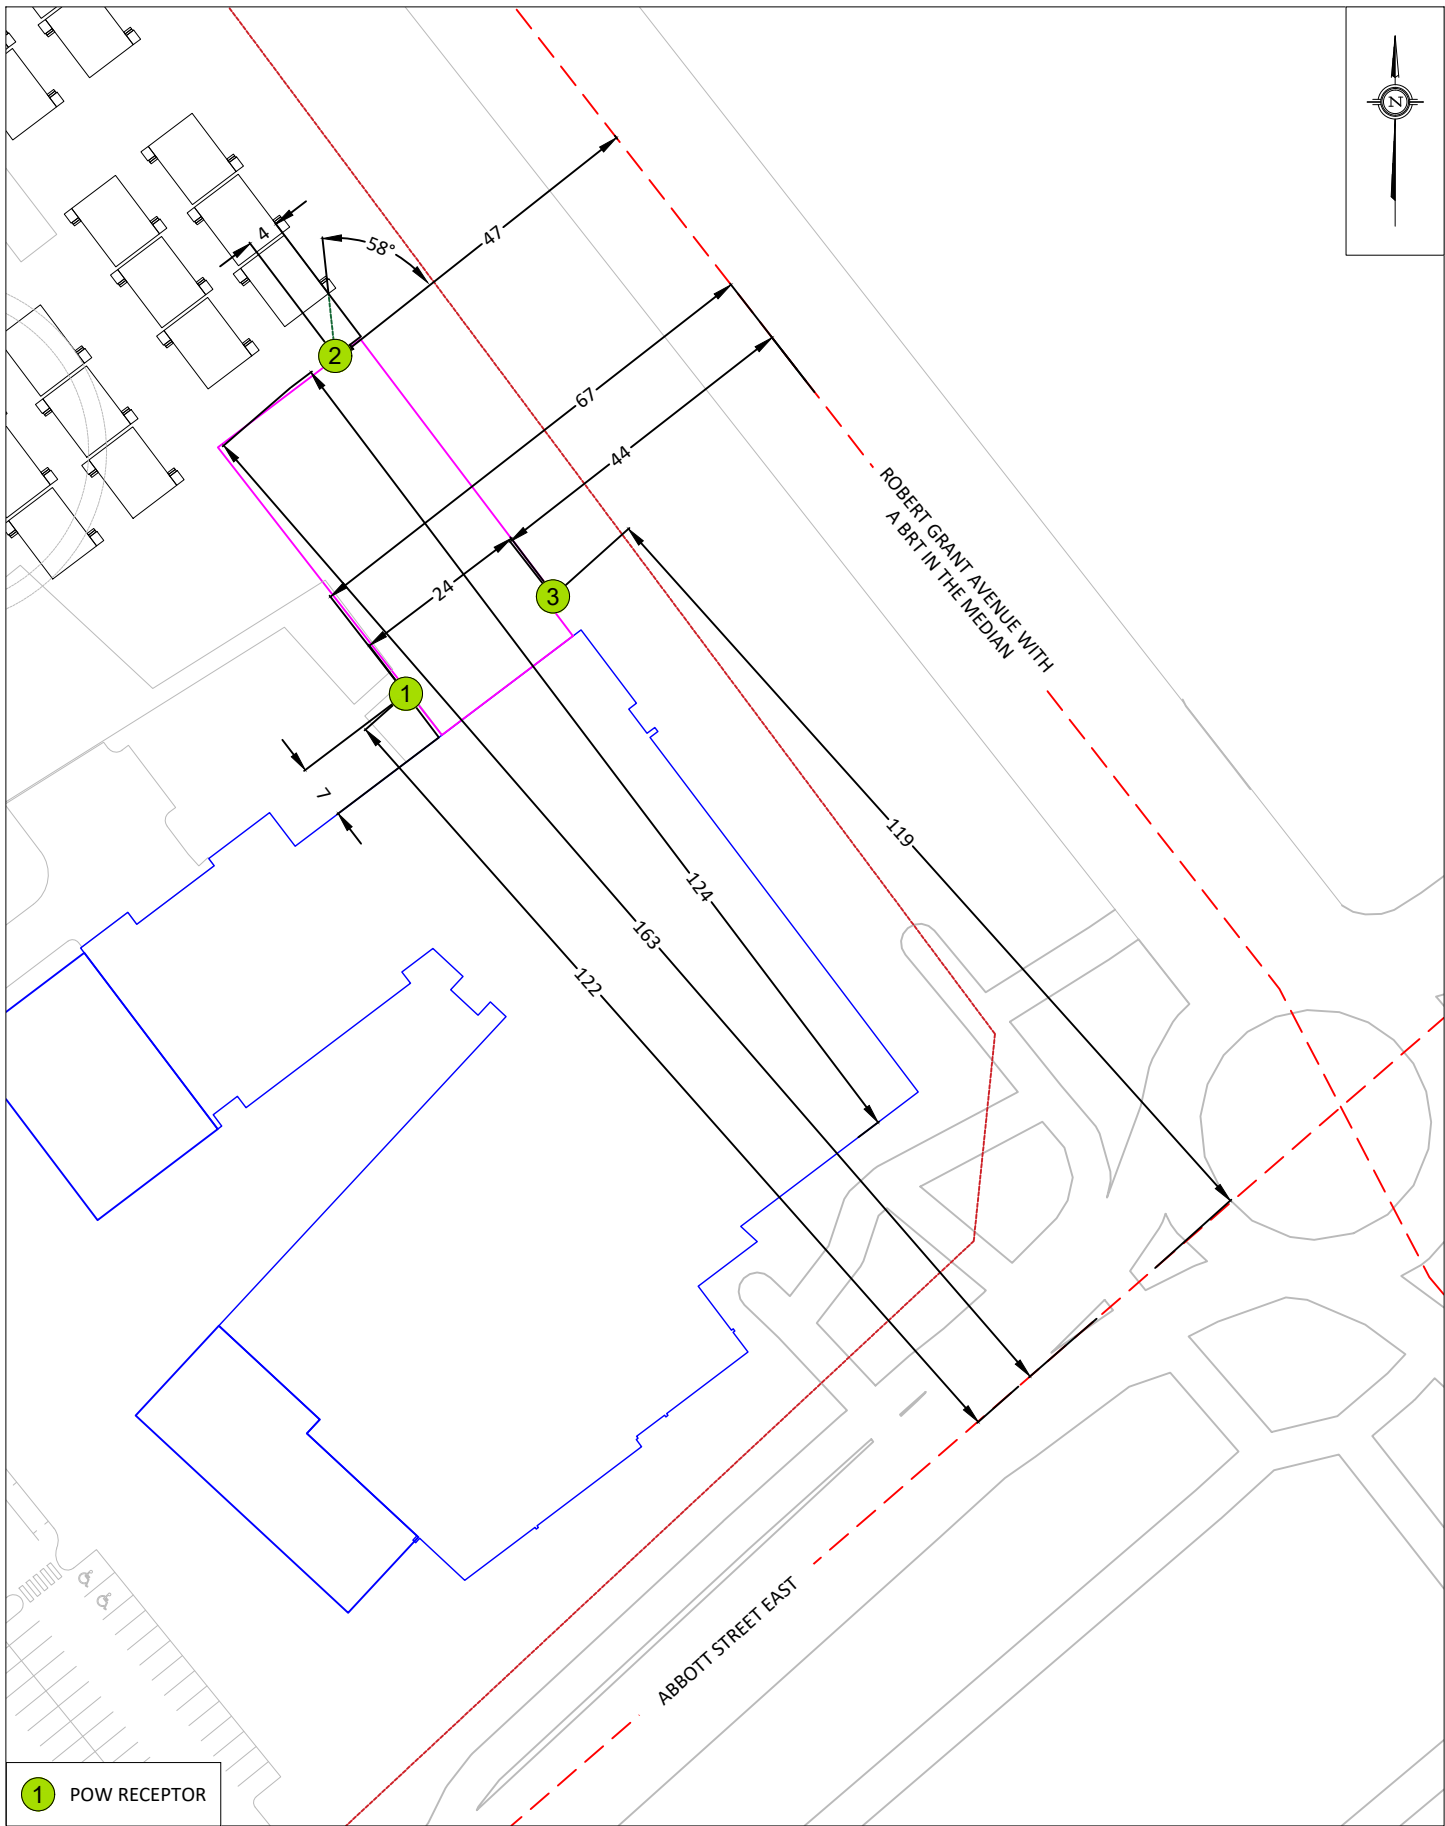 N
4
58°
47
2
67
44
ROBERT GRANT AVENUE WITH
A BRT IN THE MEDIAN
24
3
1
7
119
124
163
122
ABBOTT STREET EAST
1 POW RECEPTOR